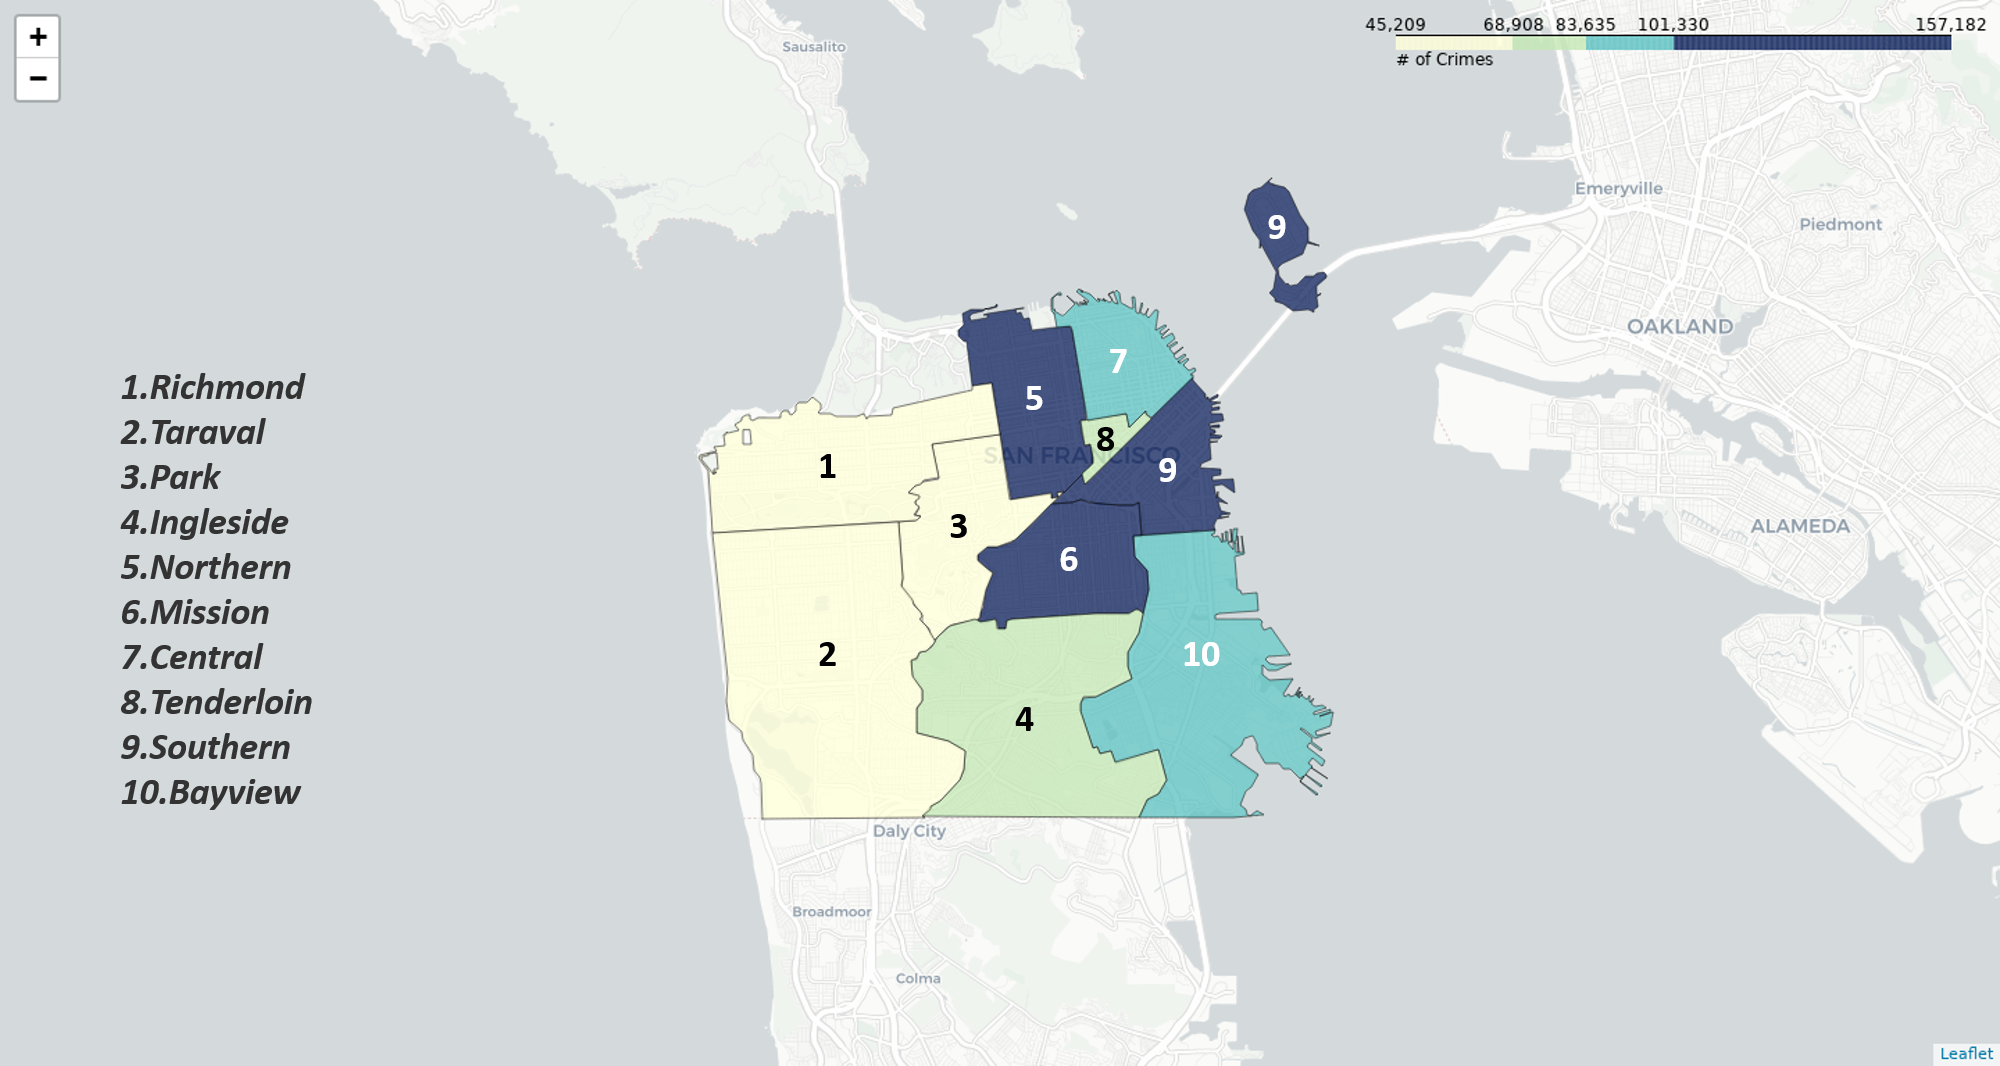 +
−
Sausalito
45,209 68,908 83,635 101,330 157,182
# of Crimes
Emeryville
Piedmont
9
OAKLAND
7
5
8
SAN FRANCISCO
1
9
3
ALAMEDA
6
2
10
4
1.Richmond
2.Taraval
3.Park
4.Ingleside
5.Northern
6.Mission
7.Central
8.Tenderloin
9.Southern
10.Bayview
Daly City
Broadmoor
Colma
Leaflet